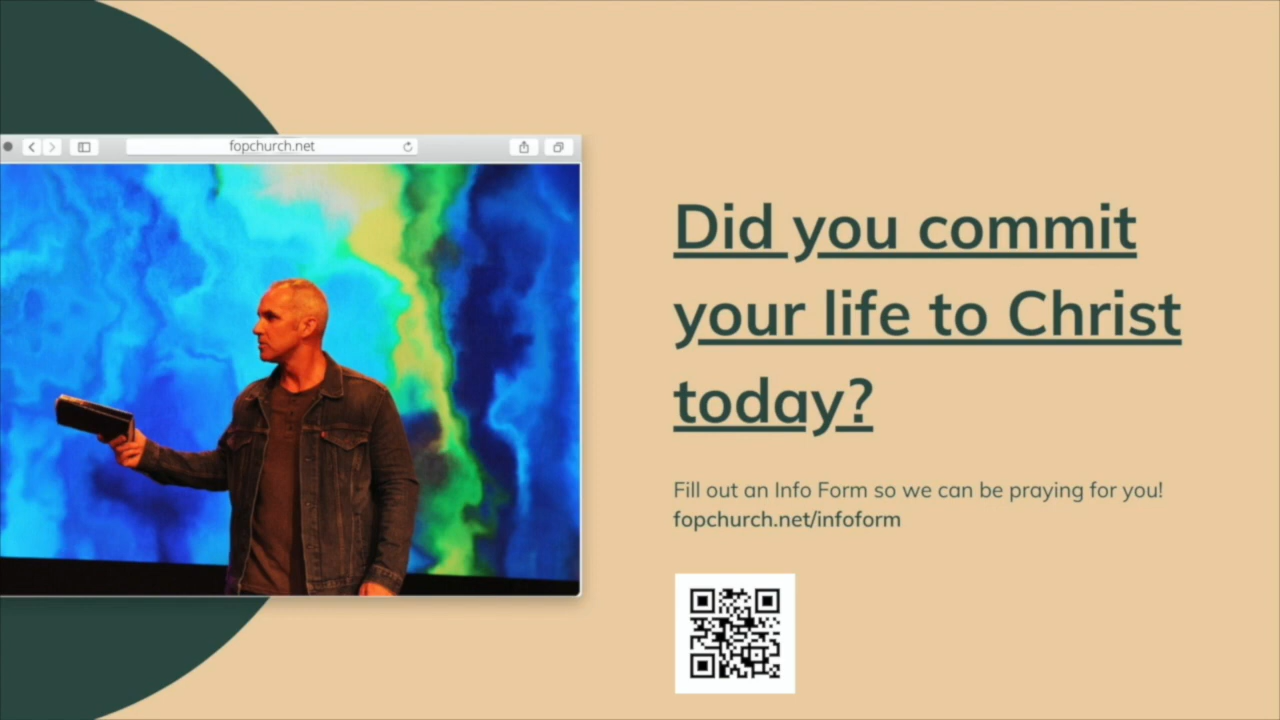 fopchurch.net
Did you commit
your life to Christ
today?
Fill out an Info Form so we can be praying for you!
fopchurch.net/infoform